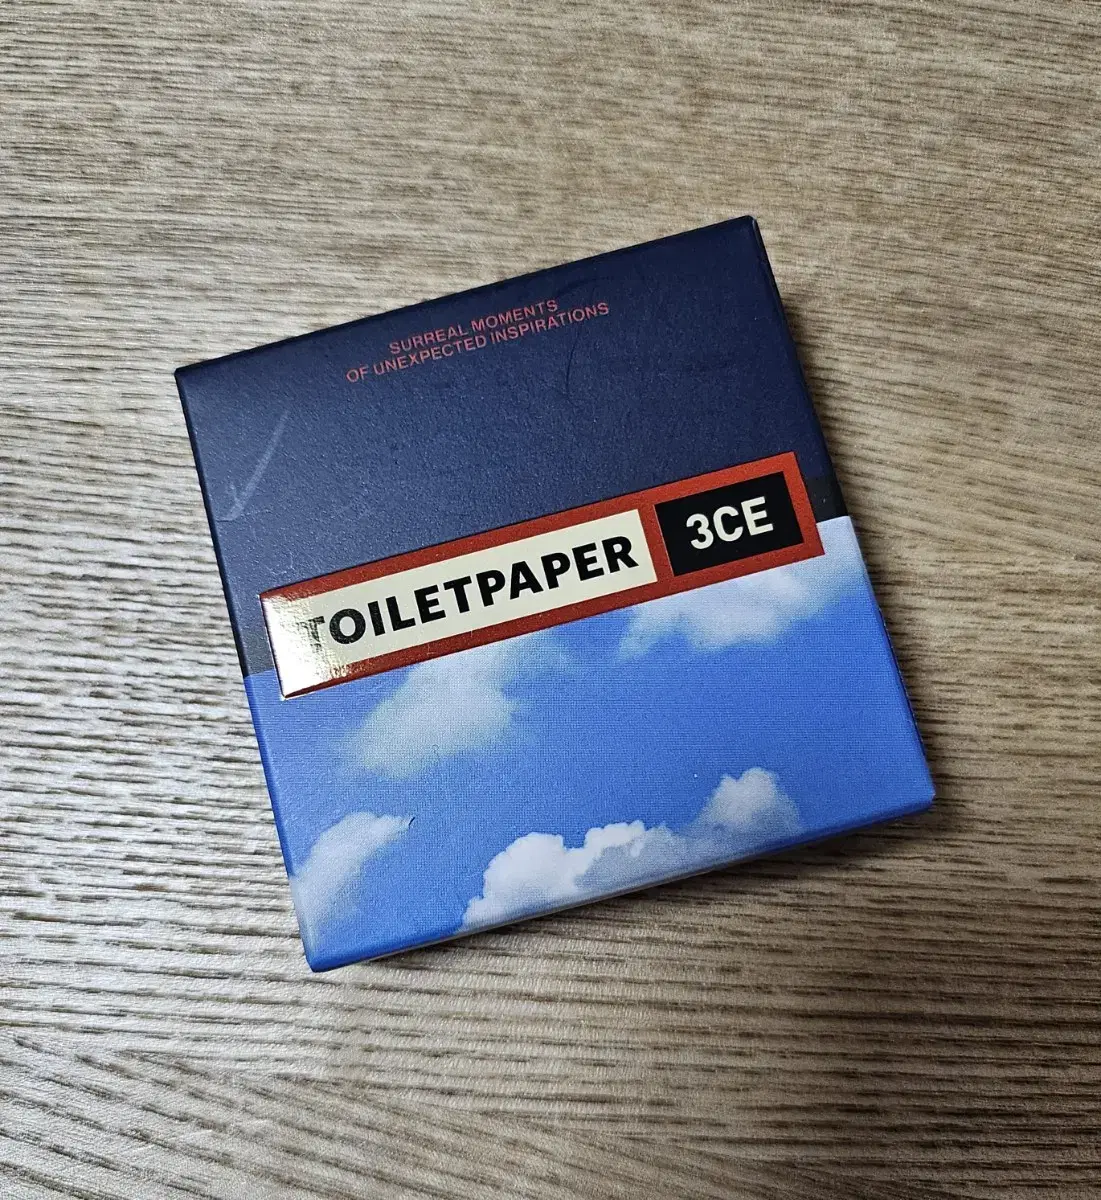 SURREAL MOMENTS
OF UNEXPECTED INSPIRATIONS
TOILETPAPER 3CE